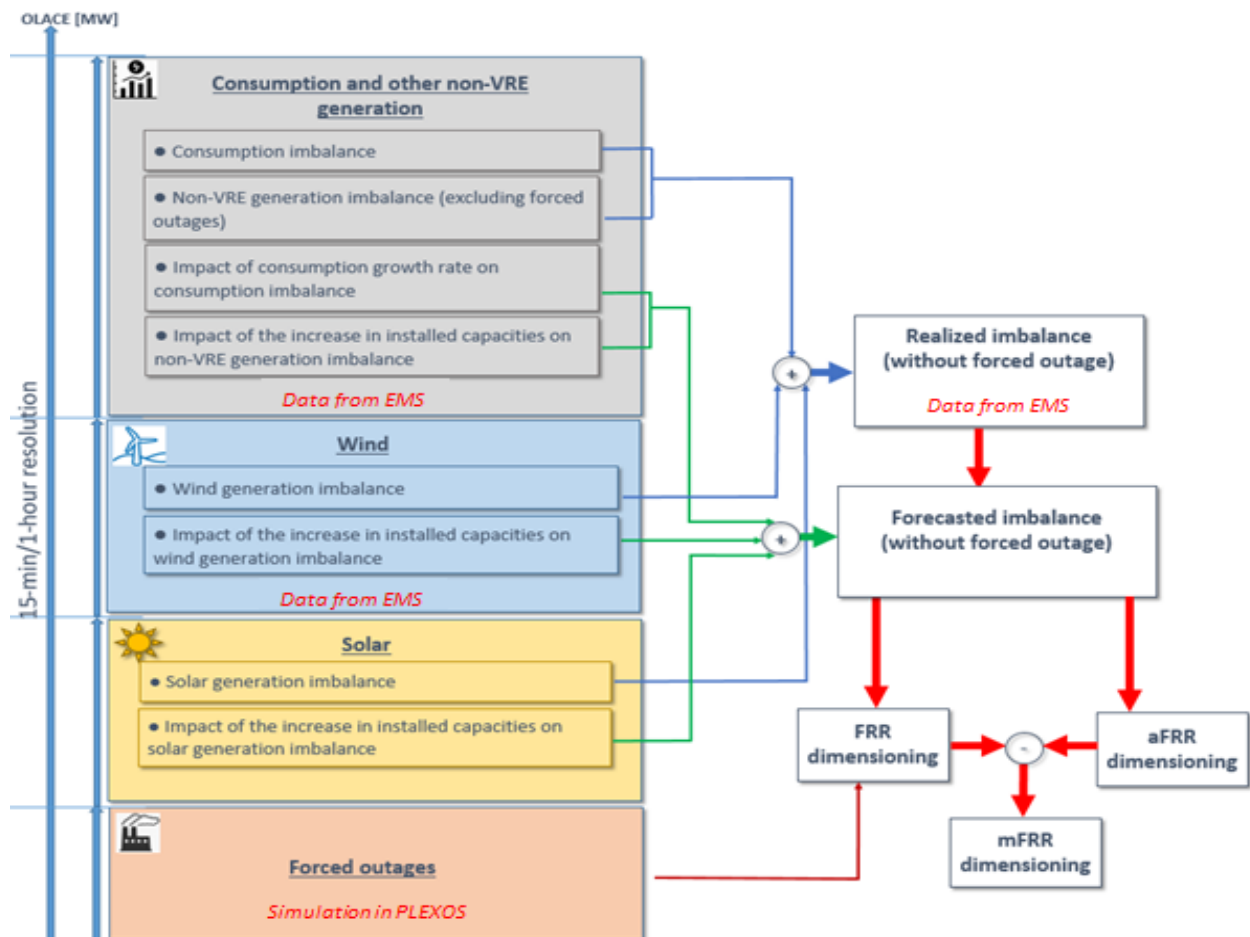 OLACE [MW]
15-min/1-hour resolution
Consumption and other non-VRE
generation
● Consumption imbalance
● Non-VRE generation imbalance (excluding forced
outages)
● Impact of consumption growth rate on
consumption imbalance
● Impact of the increase in installed capacities on
non-VRE generation imbalance
Data from EMS
Wind
● Wind generation imbalance
● Impact of the increase in installed capacities on
wind generation imbalance
Data from EMS
Solar
● Solar generation imbalance
● Impact of the increase in installed capacities on
solar generation imbalance
Forced outages
Simulation in PLEXOS
+
+
Realized imbalance
(without forced outage)
Data from EMS
Forecasted imbalance
(without forced outage)
FRR
dimensioning
-
aFRR
dimensioning
mFRR
dimensioning